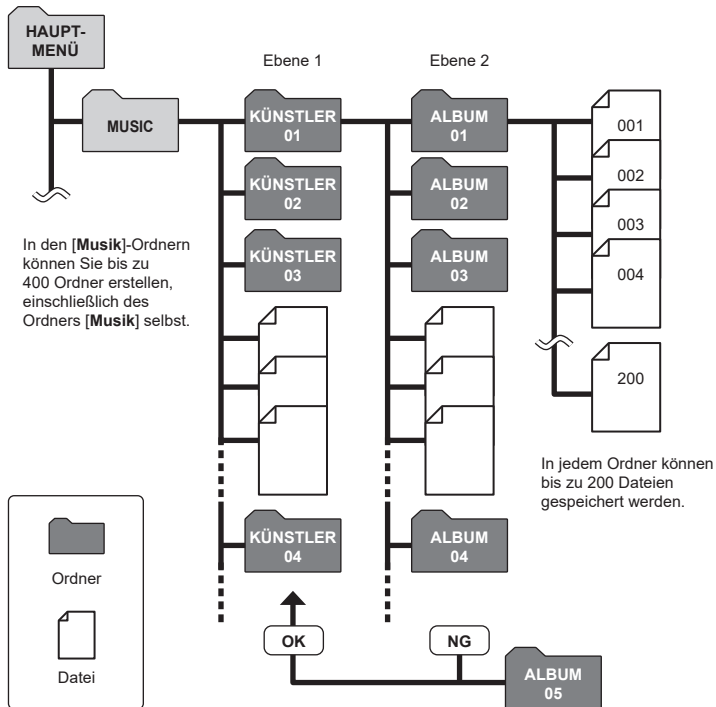 HAUPT-
MENÜ
Ebene 1
Ebene 2
MUSIC
KÜNSTLER
01
ALBUM
01
001
KÜNSTLER
02
ALBUM
02
002
KÜNSTLER
03
ALBUM
03
003
004
In den [Musik]-Ordnern
können Sie bis zu
400 Ordner erstellen,
einschließlich des
Ordners [Musik] selbst.
200
In jedem Ordner können
bis zu 200 Dateien
gespeichert werden.
KÜNSTLER
04
ALBUM
04
Ordner
Datei
OK
NG
ALBUM
05